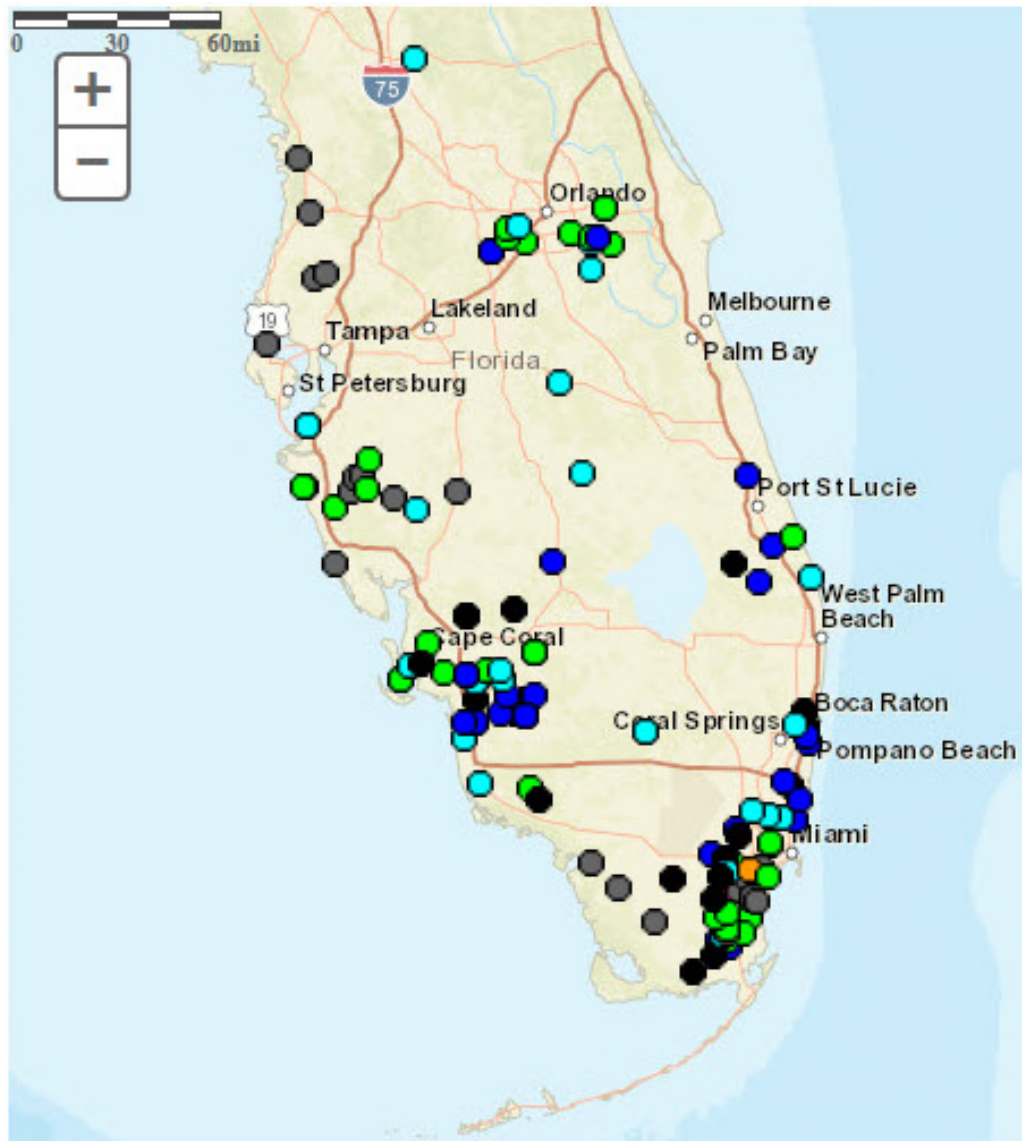 0 30 60mi
75
+
−
Orlando
Melbourne
Lakeland
19
Tampa
Palm Bay
Florida
St Petersburg
Port St Lucie
West Palm
Beach
Cape Coral
Boca Raton
Coral Springs
Pompano Beach
Miami